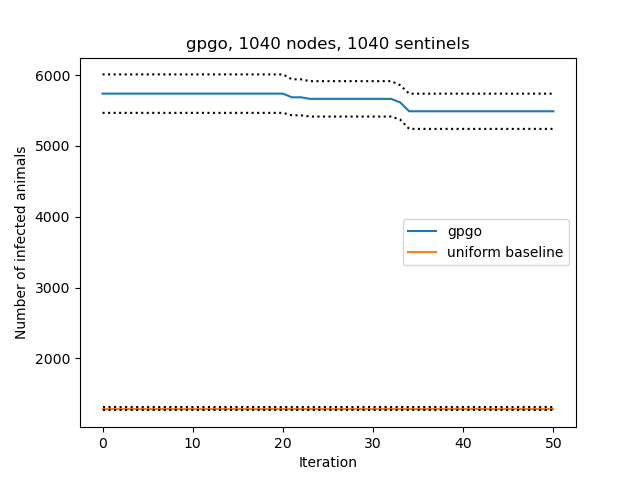 gpgo, 1040 nodes, 1040 sentinels
6000
5000
4000
3000
2000
Number of infected animals
gpgo
uniform baseline
0 10 20 30 40 50
Iteration